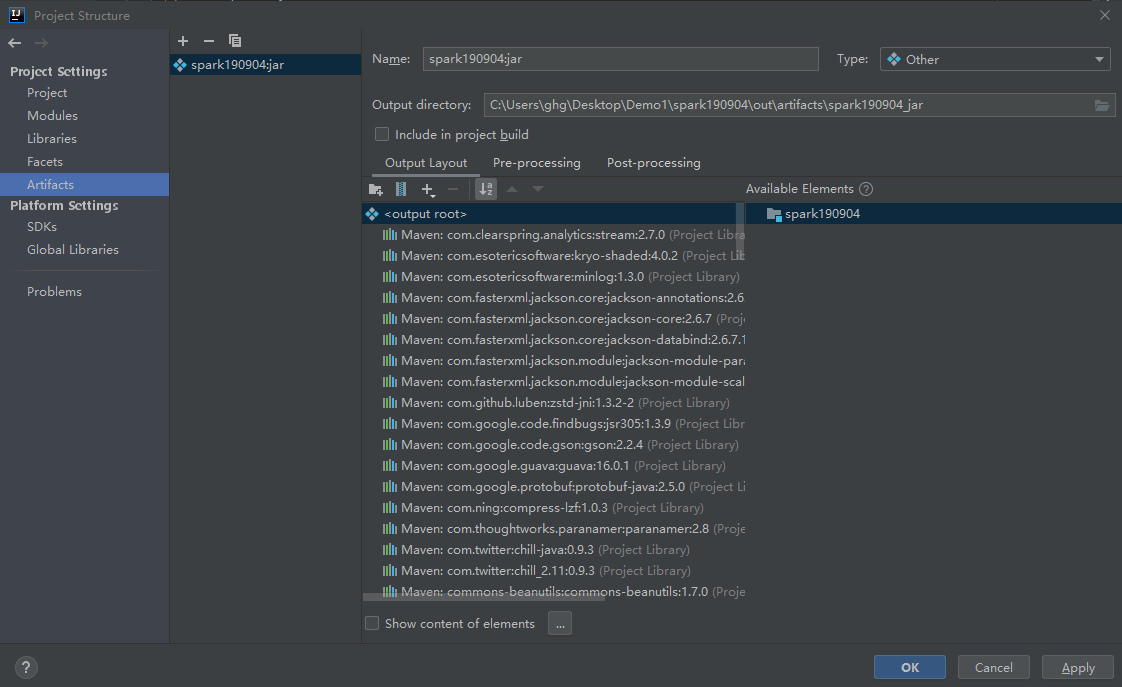 Project Structure
Project Settings
Project
Modules
Libraries
Facets
Artifacts
Platform Settings
SDKs
Global Libraries
Problems
spark190904:jar
Name: spark190904:jar Type: Other
Output directory: C:\Users\ghg\Desktop\Demo1\spark190904\out\artifacts\spark190904_jar
Include in project build
Output Layout Pre-processing Post-processing
Available Elements ?
<output root>
Maven: com.clearspring.analytics:stream:2.7.0 (Project Libra
Maven: com.esotericsoftware:kryo-shaded:4.0.2 (Project Lib
Maven: com.esotericsoftware:minlog:1.3.0 (Project Library)
Maven: com.fasterxml.jackson.core:jackson-annotations:2.6.
Maven: com.fasterxml.jackson.core:jackson-core:2.6.7 (Proj
Maven: com.fasterxml.jackson.core:jackson-databind:2.6.7.1
Maven: com.fasterxml.jackson.module:jackson-module-para
Maven: com.fasterxml.jackson.module:jackson-module-scal
Maven: com.github.luben:zstd-jni:1.3.2-2 (Project Library)
Maven: com.google.code.findbugs:jsr305:1.3.9 (Project Libr
Maven: com.google.code.gson:gson:2.2.4 (Project Library)
Maven: com.google.guava:guava:16.0.1 (Project Library)
Maven: com.google.protobuf:protobuf-java:2.5.0 (Project Li
Maven: com.ning:compress-lzf:1.0.3 (Project Library)
Maven: com.thoughtworks.paranamer:paranamer:2.8 (Proje
Maven: com.twitter:chill-java:0.9.3 (Project Library)
Maven: com.twitter:chill_2.11:0.9.3 (Project Library)
Maven: commons-beanutils:commons-beanutils:1.7.0 (Proje
spark190904
Show content of elements ...
? OK Cancel Apply